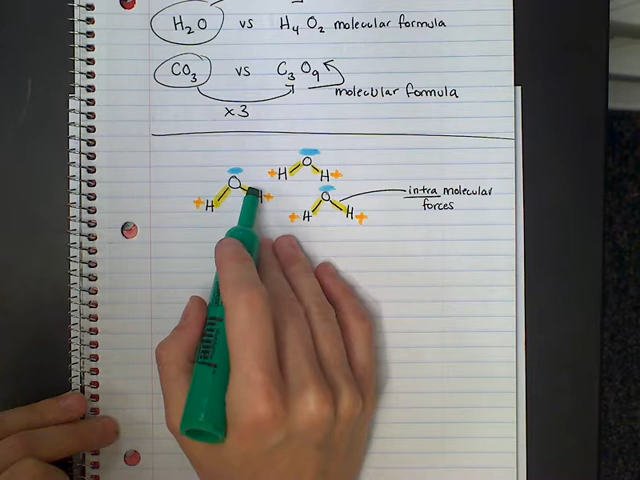 H₂O vs H₄O₂ molecular formula
CO₃ vs C₃O₉
molecular formula
x3
O
+ H H +
O
+ H H +
O
+ H H +
intra molecular
forces